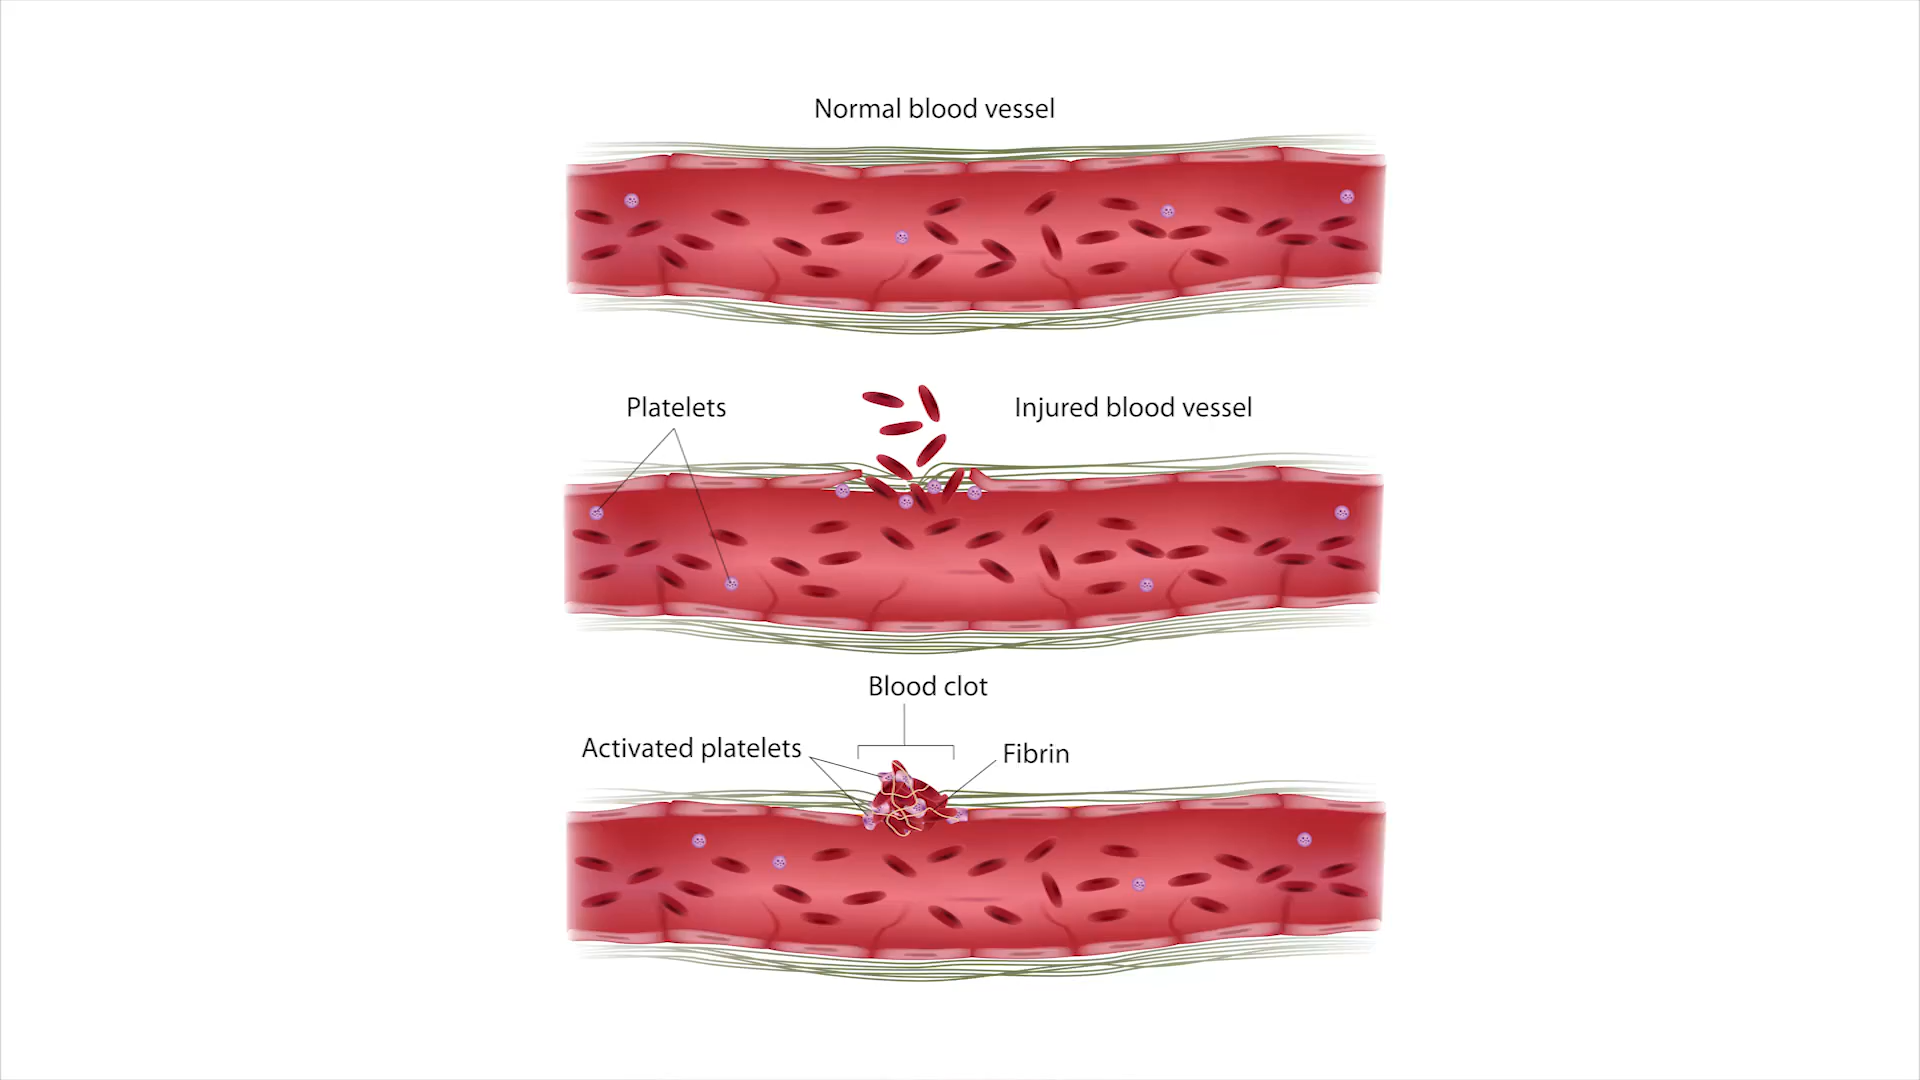 Normal blood vessel
Platelets
Injured blood vessel
Blood clot
Activated platelets
Fibrin